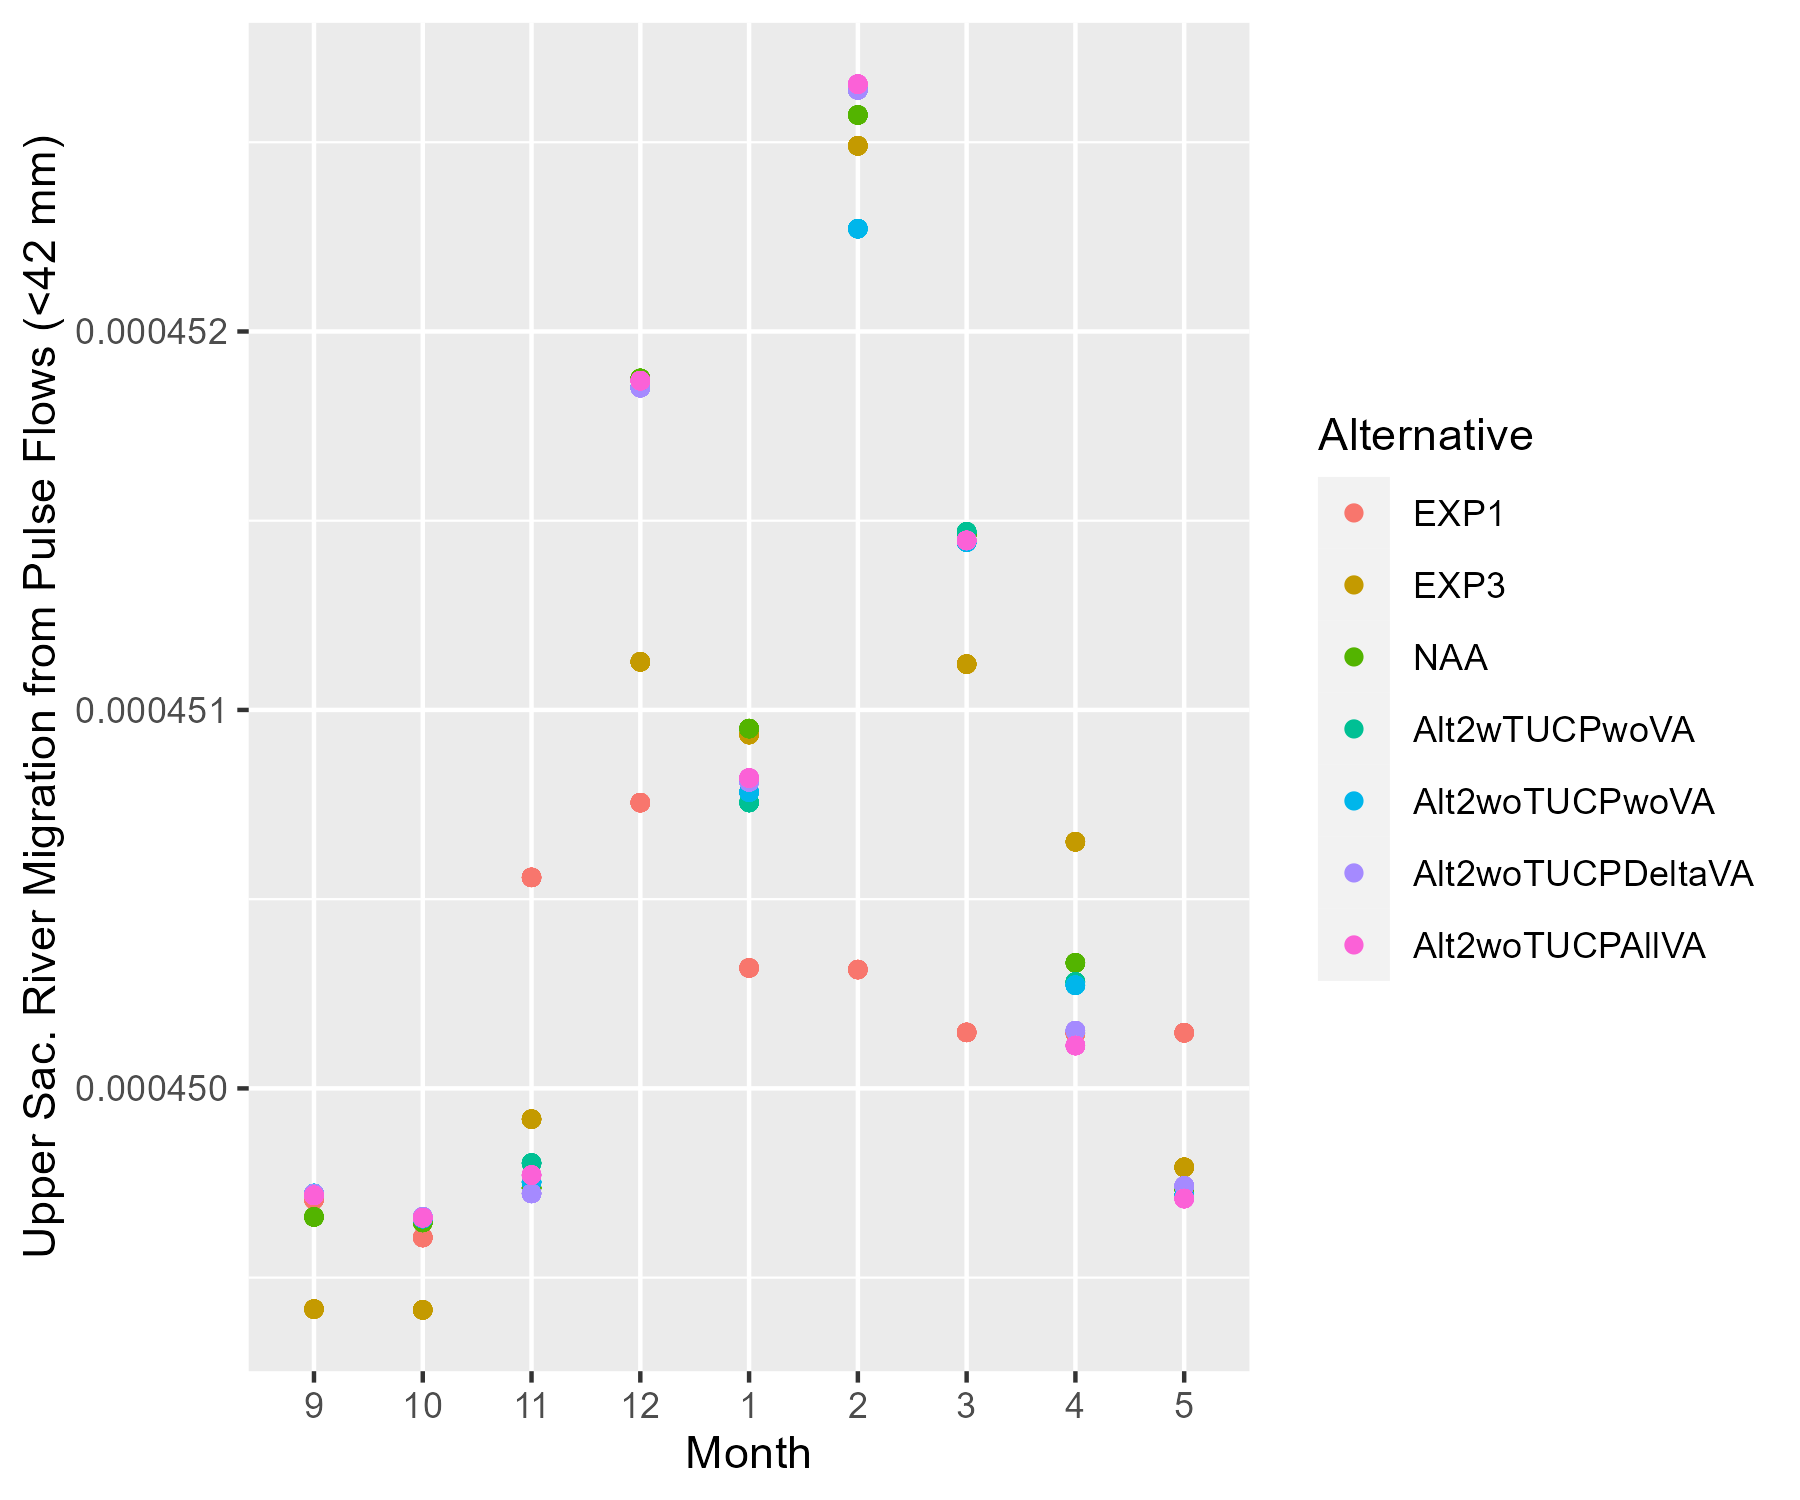 Upper Sac. River Migration from Pulse Flows (<42 mm)
0.000452
0.000451
0.000450
9 10 11 12 1 2 3 4 5
Month
Alternative
EXP1
EXP3
NAA
Alt2wTUCPwoVA
Alt2woTUCPwoVA
Alt2woTUCPDeltaVA
Alt2woTUCPAllVA